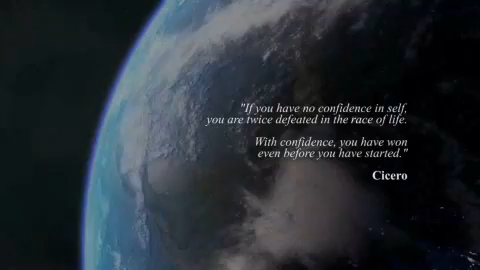 "If you have no confidence in self,
you are twice defeated in the race of life.
With confidence, you have won
even before you have started."
Cicero